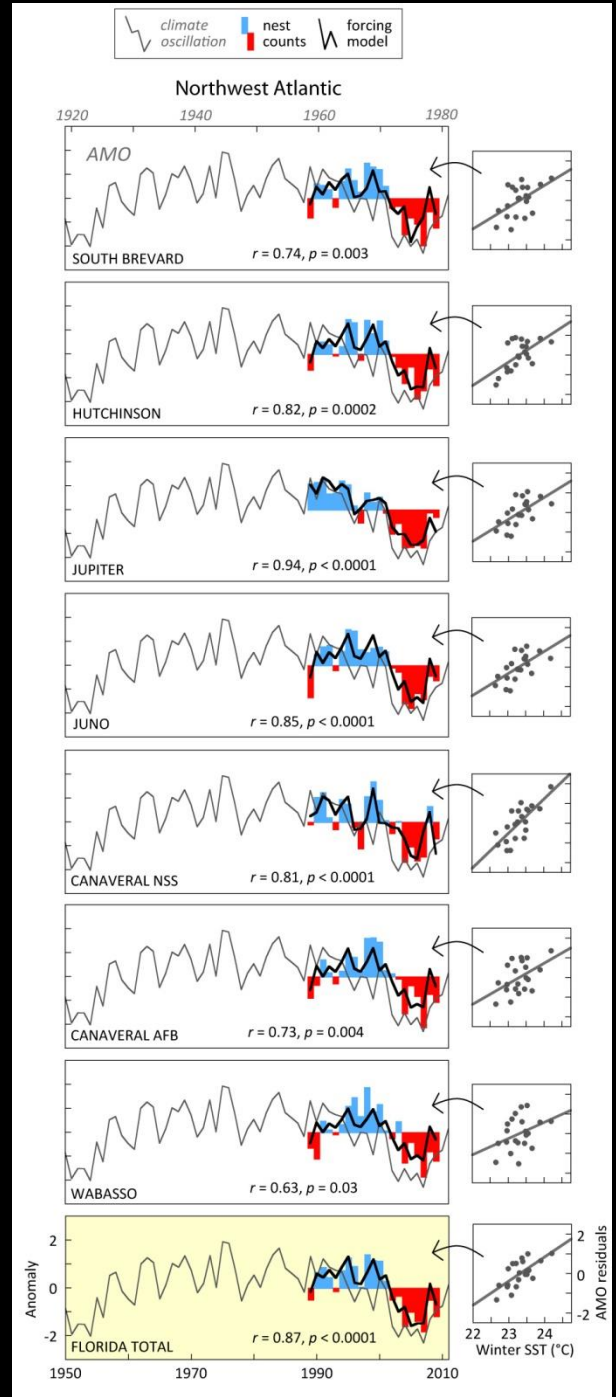 climate oscillation
nest counts
forcing model
Northwest Atlantic
1920 1940 1960 1980
AMO
SOUTH BREVARD
r = 0.74, p = 0.003
HUTCHINSON
r = 0.82, p = 0.0002
JUPITER
r = 0.94, p < 0.0001
JUNO
r = 0.85, p < 0.0001
CANAVERAL NSS
r = 0.81, p < 0.0001
CANAVERAL AFB
r = 0.73, p = 0.004
WABASSO
r = 0.63, p = 0.03
Anomaly
2
0
-2
FLORIDA TOTAL
r = 0.87, p < 0.0001
1950 1970 1990 2010
2
0
-2
AMO residuals
22 23 24
Winter SST (°C)